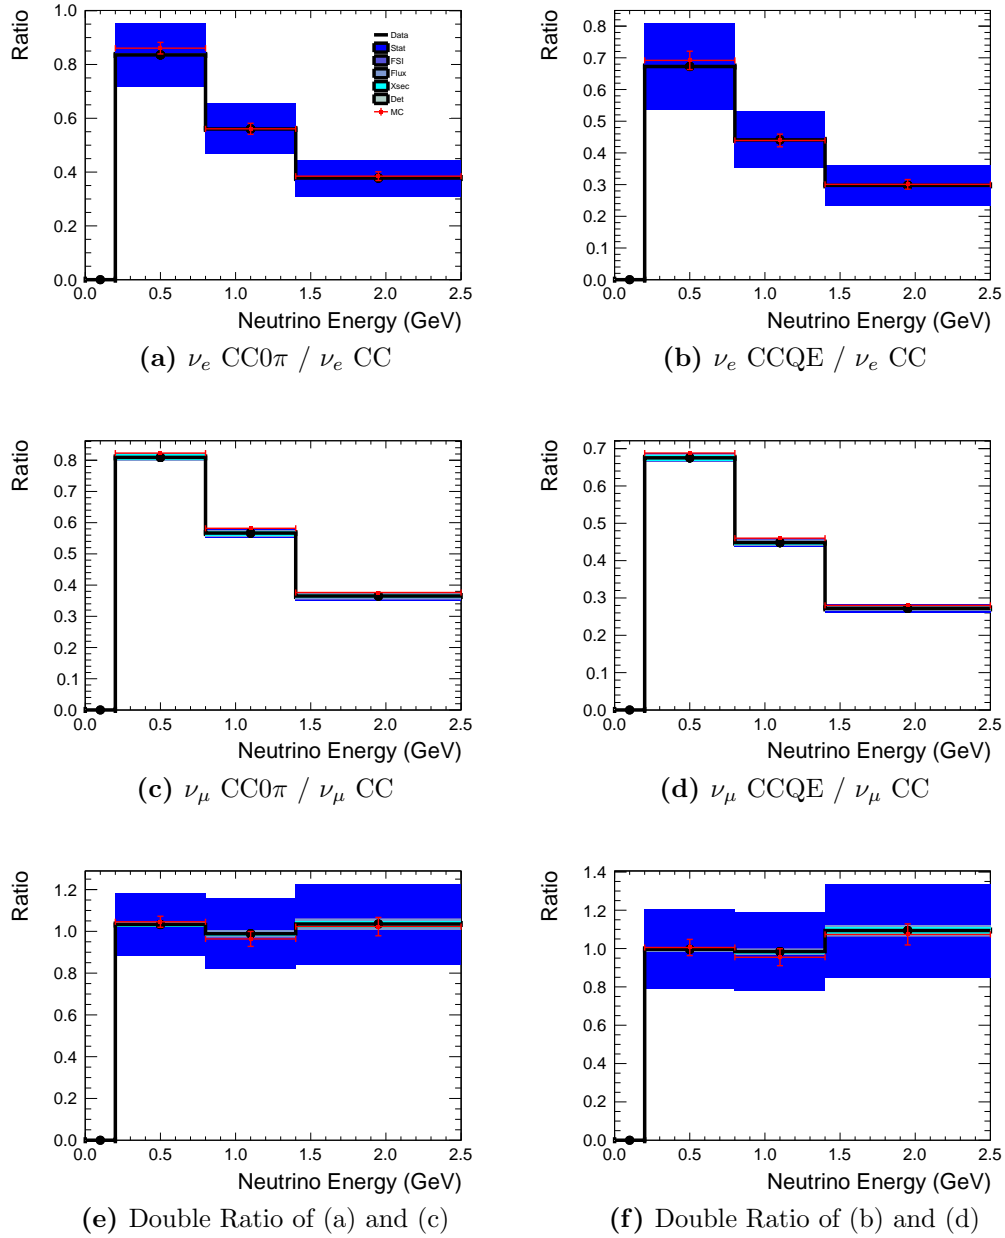 Ratio
1.0
0.8
0.6
0.4
0.2
0.0
Data
Stat
FSI
Flux
Xsec
Det
MC
0.0 0.5 1.0 1.5 2.0 2.5
Neutrino Energy (GeV)
(a) νe CC0π / νe CC
Ratio
0.8
0.7
0.6
0.5
0.4
0.3
0.2
0.1
0.0
0.0 0.5 1.0 1.5 2.0 2.5
Neutrino Energy (GeV)
(b) νe CCQE / νe CC
Ratio
0.8
0.7
0.6
0.5
0.4
0.3
0.2
0.1
0.0
0.0 0.5 1.0 1.5 2.0 2.5
Neutrino Energy (GeV)
(c) νμ CC0π / νμ CC
Ratio
0.7
0.6
0.5
0.4
0.3
0.2
0.1
0.0
0.0 0.5 1.0 1.5 2.0 2.5
Neutrino Energy (GeV)
(d) νμ CCQE / νμ CC
Ratio
1.2
1.0
0.8
0.6
0.4
0.2
0.0
0.0 0.5 1.0 1.5 2.0 2.5
Neutrino Energy (GeV)
(e) Double Ratio of (a) and (c)
Ratio
1.4
1.2
1.0
0.8
0.6
0.4
0.2
0.0
0.0 0.5 1.0 1.5 2.0 2.5
Neutrino Energy (GeV)
(f) Double Ratio of (b) and (d)